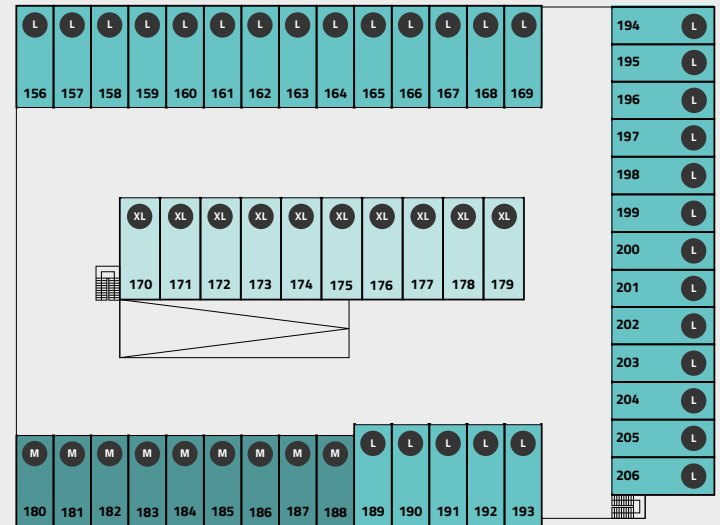 L L L L L L L L L L L L L L
156 157 158 159 160 161 162 163 164 165 166 167 168 169
194 L
195 L
196 L
197 L
198 L
199 L
200 L
201 L
202 L
203 L
204 L
205 L
206 L
XL XL XL XL XL XL XL XL XL XL
170 171 172 173 174 175 176 177 178 179
M M M M M M M M M L L L L L
180 181 182 183 184 185 186 187 188 189 190 191 192 193